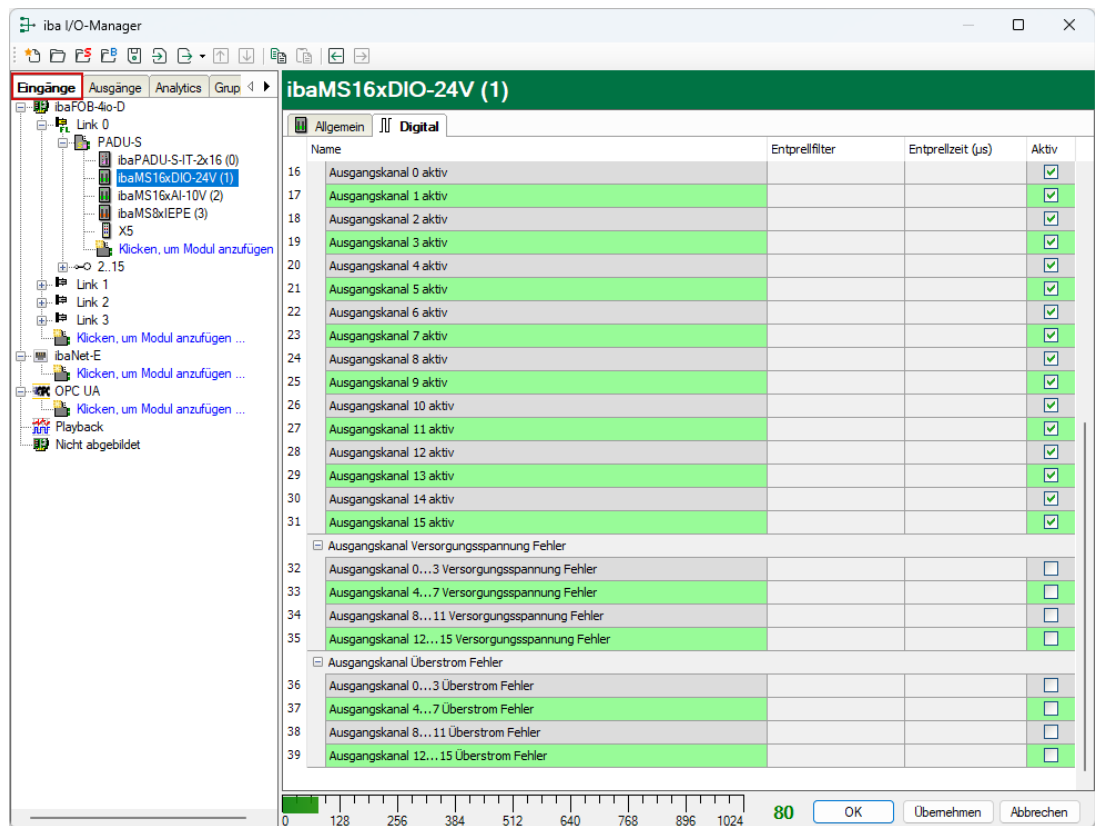 iba I/O-Manager
Eingänge Ausgänge Analytics Grup
ibaFOB-4io-D
Link 0
PADU-S
ibaPADU-S-IT-2x16 (0)
ibaMS16xDIO-24V (1)
ibaMS16xAI-10V (2)
ibaMS8xIEPE (3)
X5
Klicken, um Modul anzufügen
2..15
Link 1
Link 2
Link 3
Klicken, um Modul anzufügen ...
ibaNet-E
Klicken, um Modul anzufügen ...
OPC UA
Klicken, um Modul anzufügen ...
Playback
Nicht abgebildet
ibaMS16xDIO-24V (1)
Allgemein Digital
Name Entprellfilter Entprellzeit (µs) Aktiv
16 Ausgangskanal 0 aktiv
17 Ausgangskanal 1 aktiv
18 Ausgangskanal 2 aktiv
19 Ausgangskanal 3 aktiv
20 Ausgangskanal 4 aktiv
21 Ausgangskanal 5 aktiv
22 Ausgangskanal 6 aktiv
23 Ausgangskanal 7 aktiv
24 Ausgangskanal 8 aktiv
25 Ausgangskanal 9 aktiv
26 Ausgangskanal 10 aktiv
27 Ausgangskanal 11 aktiv
28 Ausgangskanal 12 aktiv
29 Ausgangskanal 13 aktiv
30 Ausgangskanal 14 aktiv
31 Ausgangskanal 15 aktiv
Ausgangskanal Versorgungsspannung Fehler
32 Ausgangskanal 0...3 Versorgungsspannung Fehler
33 Ausgangskanal 4...7 Versorgungsspannung Fehler
34 Ausgangskanal 8...11 Versorgungsspannung Fehler
35 Ausgangskanal 12...15 Versorgungsspannung Fehler
Ausgangskanal Überstrom Fehler
36 Ausgangskanal 0...3 Überstrom Fehler
37 Ausgangskanal 4...7 Überstrom Fehler
38 Ausgangskanal 8...11 Überstrom Fehler
39 Ausgangskanal 12...15 Überstrom Fehler
0 128 256 384 512 640 768 896 1024 80 OK Übernehmen Abbrechen